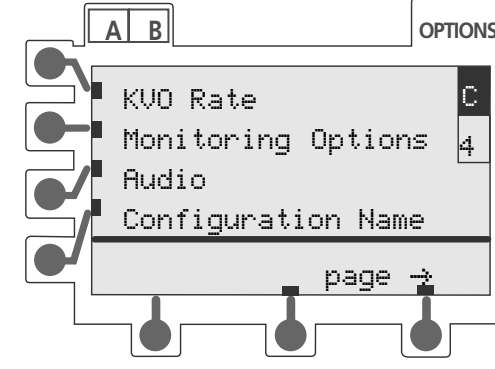 A B
OPTIONS
KVO Rate
C
Monitoring Options
4
Audio
Configuration Name
page →